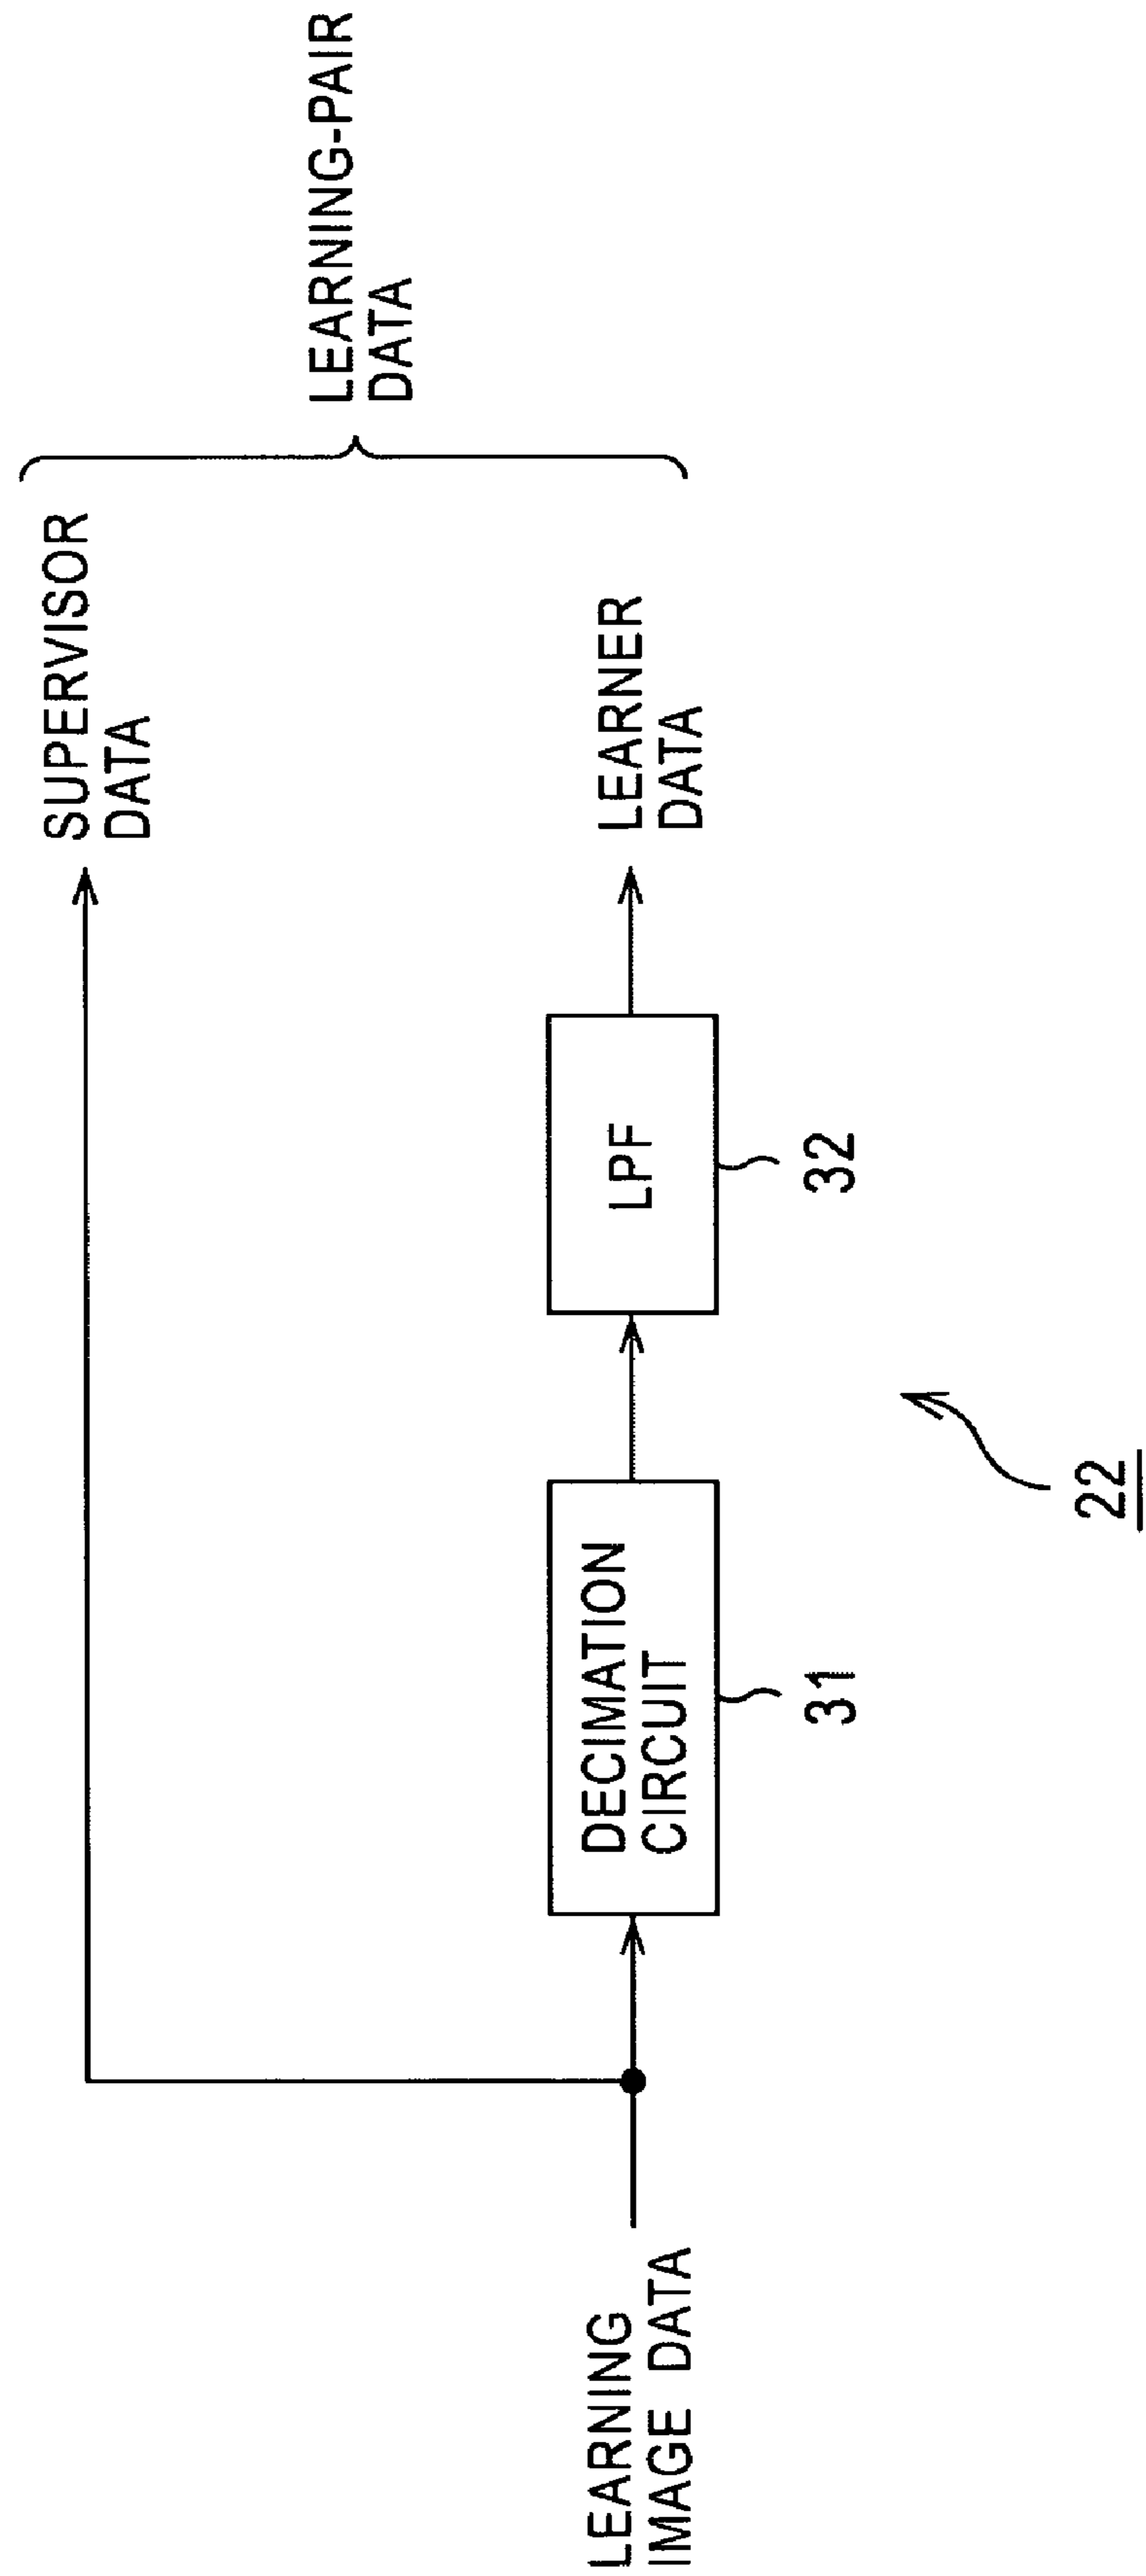 SUPERVISOR
DATA
LEARNING-PAIR
DATA
LEARNING
IMAGE DATA
DECIMATION
CIRCUIT
LPF
LEARNER
DATA
31
32
22